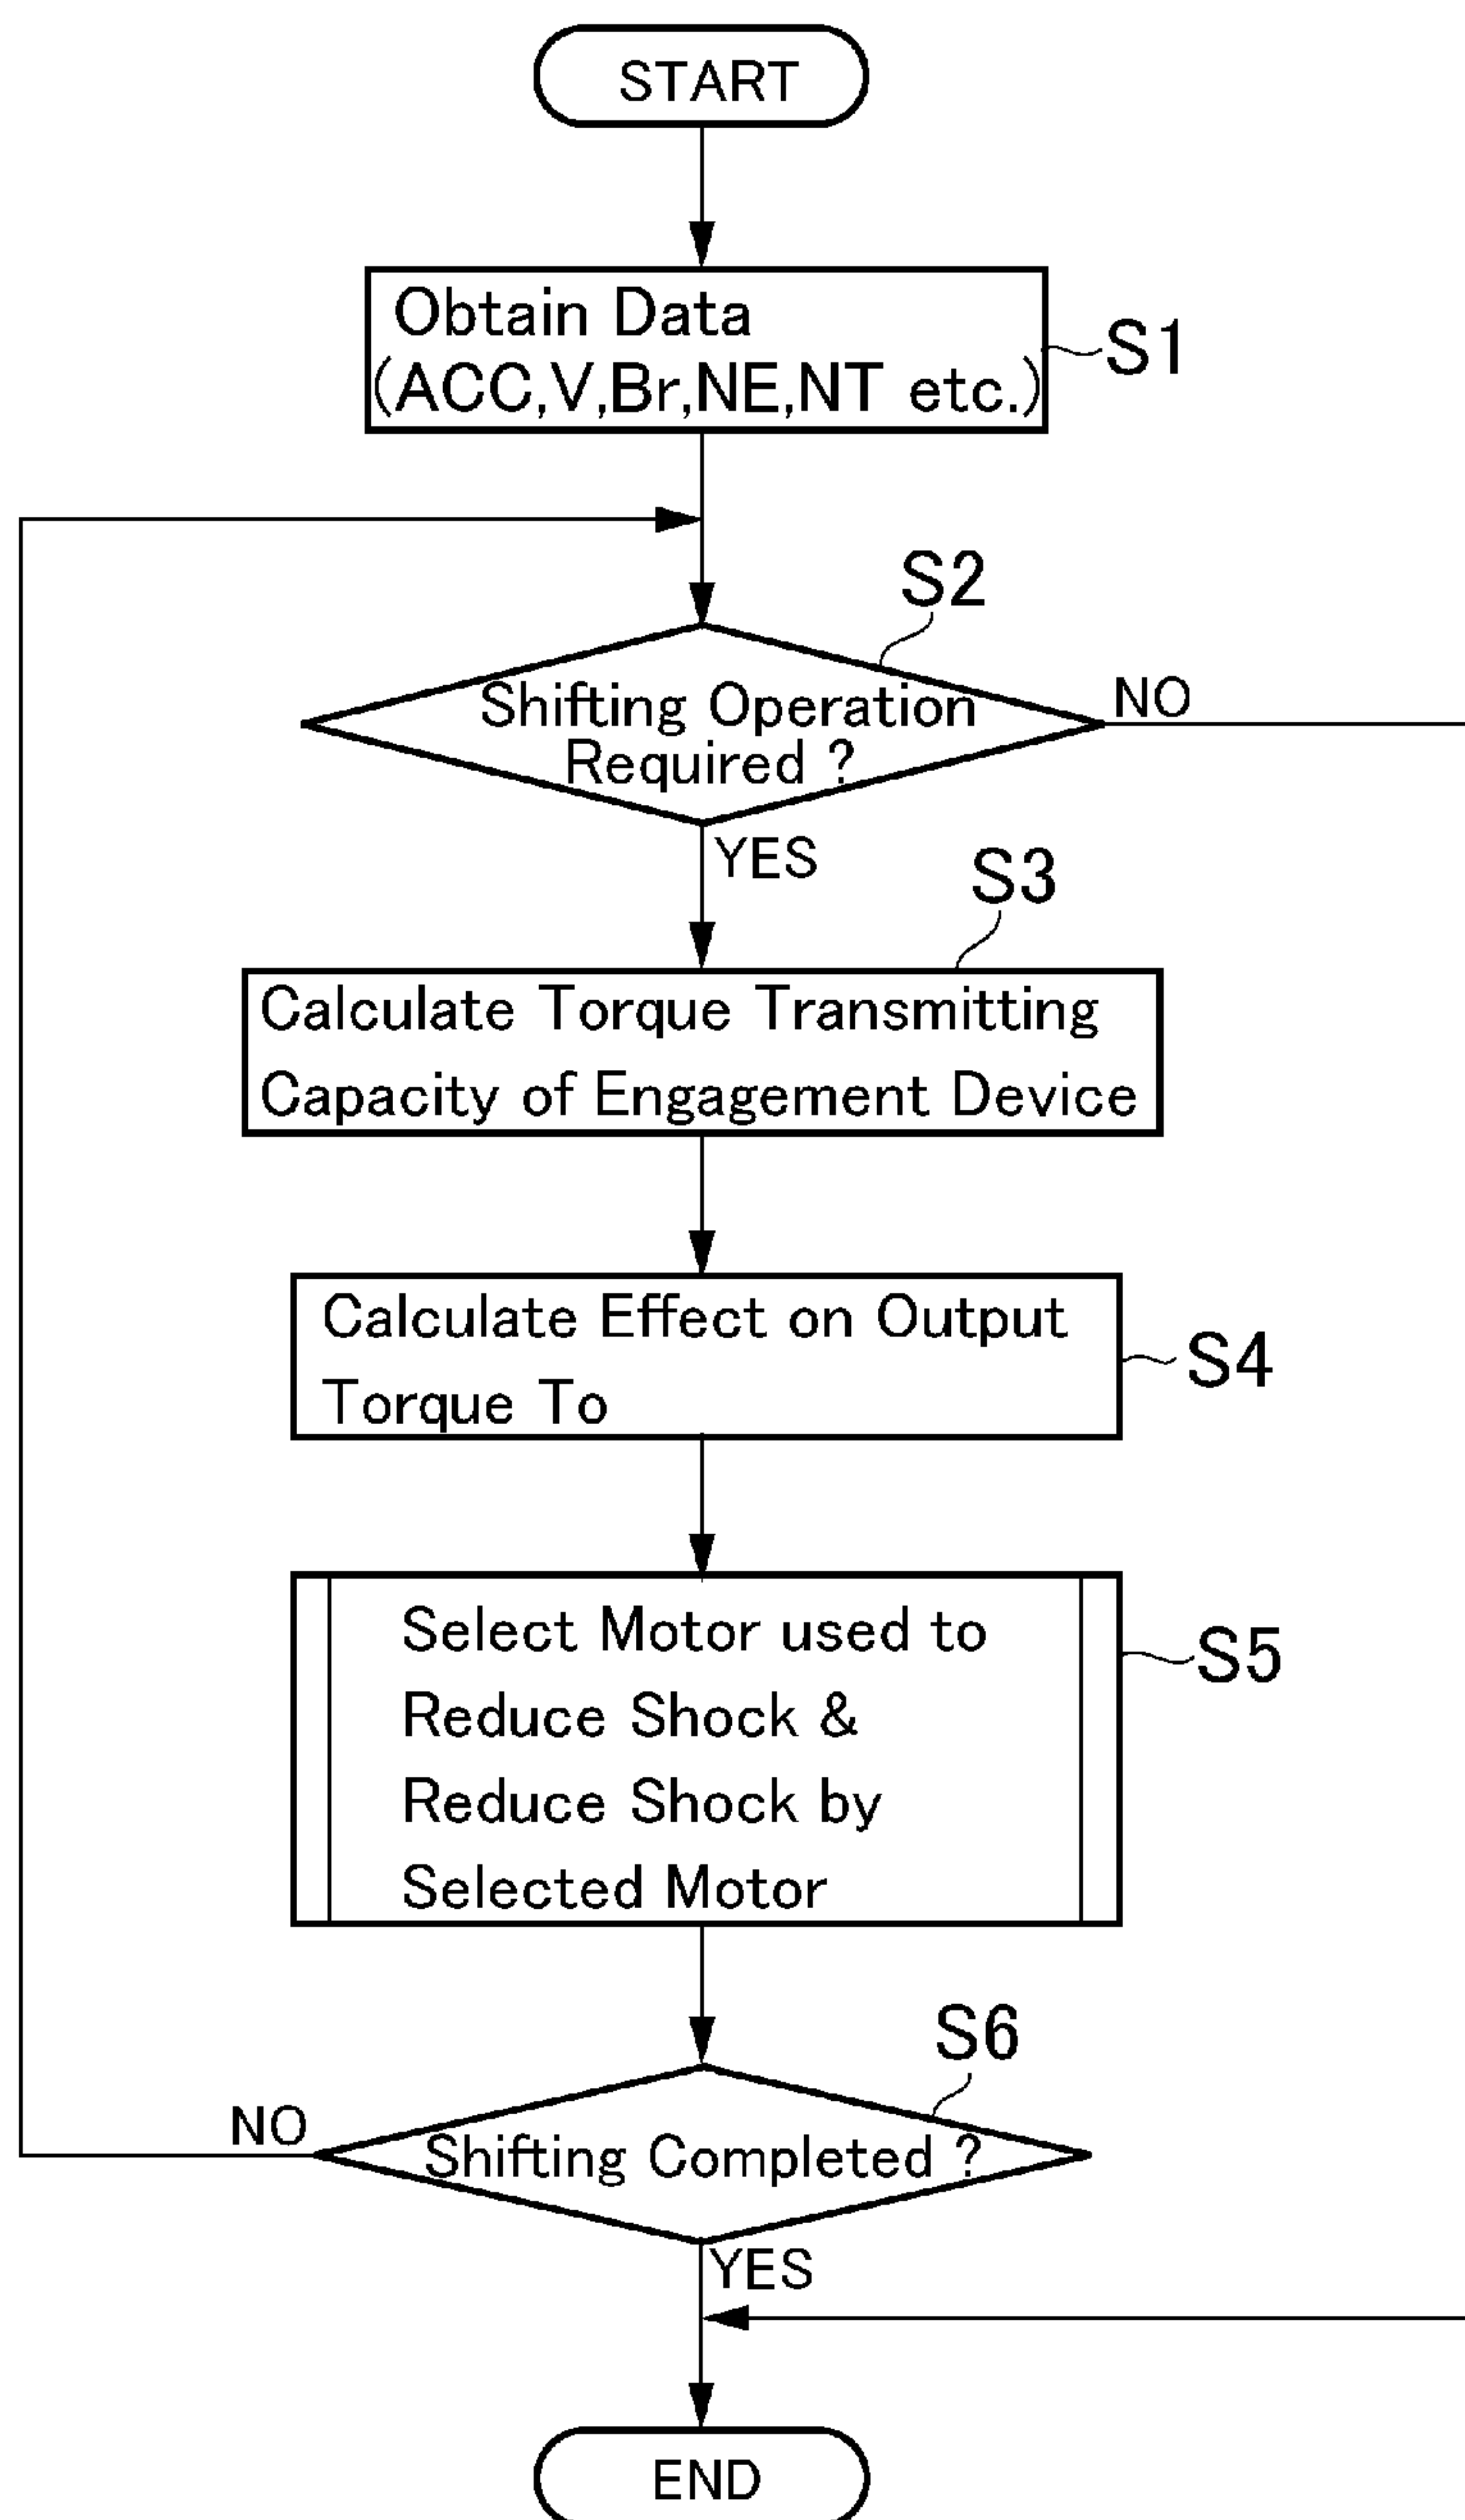 START
Obtain Data
(ACC,V,Br,NE,NT etc.)
S1
S2
Shifting Operation
Required ?
NO
YES
S3
Calculate Torque Transmitting
Capacity of Engagement Device
Calculate Effect on Output
Torque To
S4
Select Motor used to
Reduce Shock &
Reduce Shock by
Selected Motor
S5
S6
NO
Shifting Completed ?
YES
END